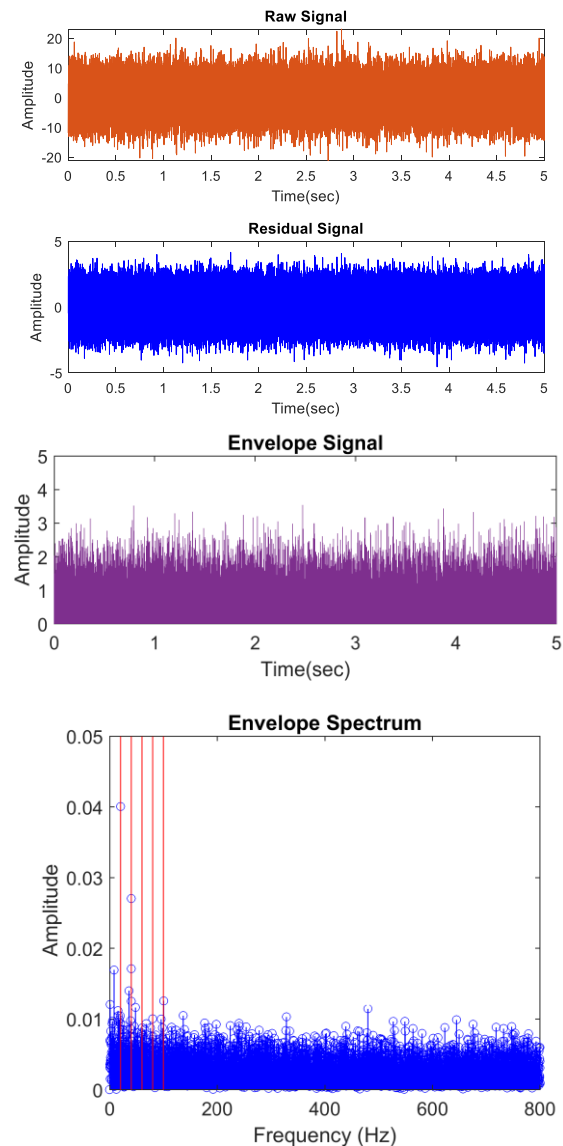 Raw Signal
20
10
0
-10
-20
Amplitude
0 0.5 1 1.5 2 2.5 3 3.5 4 4.5 5
Time(sec)
Residual Signal
5
0
-5
Amplitude
0 0.5 1 1.5 2 2.5 3 3.5 4 4.5 5
Time(sec)
Envelope Signal
5
4
3
2
1
0
Amplitude
0 1 2 3 4 5
Time(sec)
Envelope Spectrum
0.05
0.04
0.03
0.02
0.01
0
Amplitude
0 200 400 600 800
Frequency (Hz)